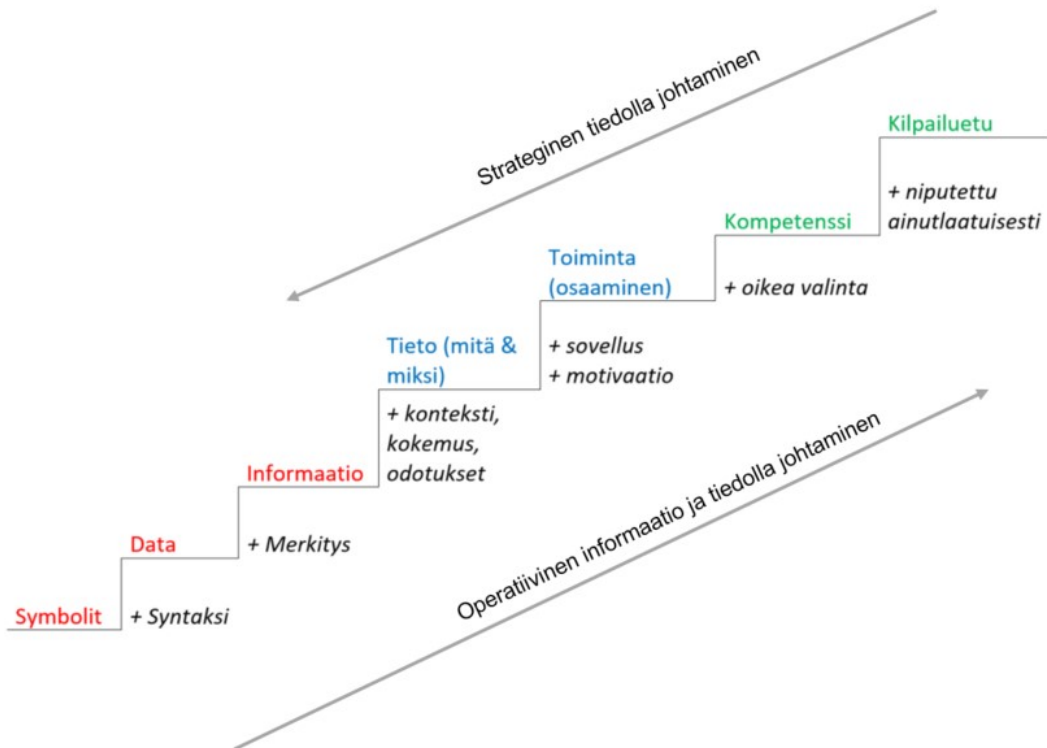 Strateginen tiedolla johtaminen
Kilpailuetu
+ niputettu
ainutlaatuisesti
Kompetenssi
+ oikea valinta
Toiminta
(osaaminen)
+ sovellus
+ motivaatio
Tieto (mitä &
miksi)
+ konteksti,
kokemus,
odotukset
Informaatio
+ Merkitys
Data
+ Syntaksi
Symbolit
Operatiivinen informaatio ja tiedolla johtaminen